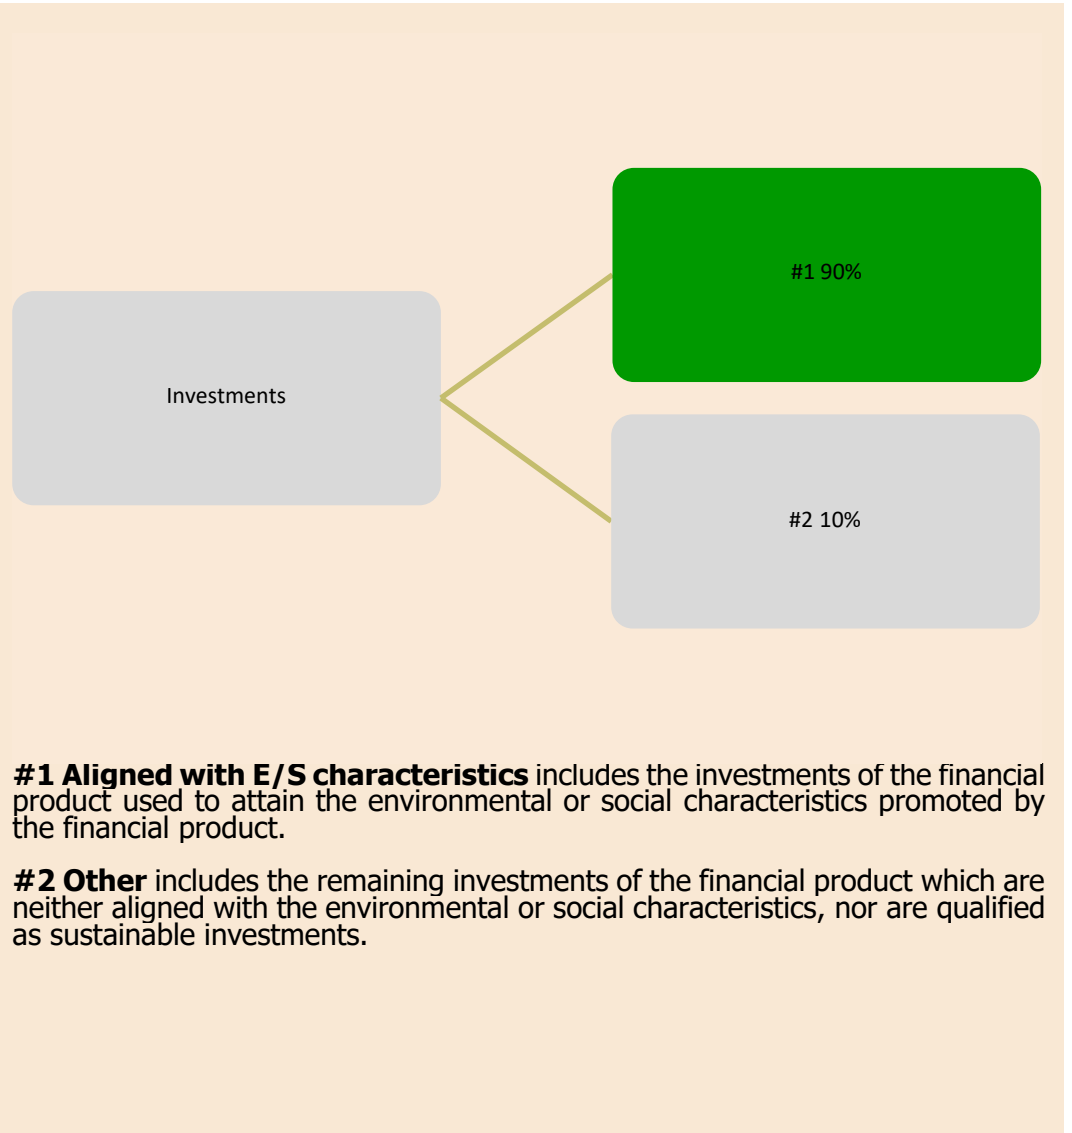 #1 90%
Investments
#2 10%
#1 Aligned with E/S characteristics includes the investments of the financial
product used to attain the environmental or social characteristics promoted by
the financial product.
#2 Other includes the remaining investments of the financial product which are
neither aligned with the environmental or social characteristics, nor are qualified
as sustainable investments.